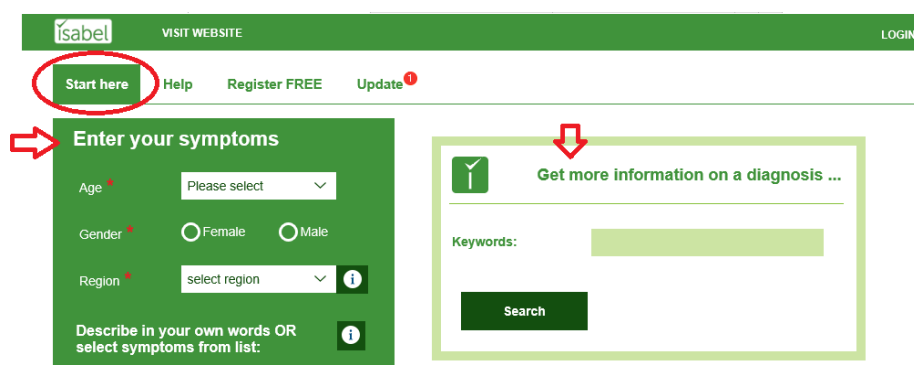 isabel VISIT WEBSITE LOGIN
Start here Help Register FREE Update 1
Enter your symptoms
Age * Please select
Gender * Female Male
Region * select region i
Describe in your own words OR
select symptoms from list: i
i Get more information on a diagnosis ...
Keywords:
Search